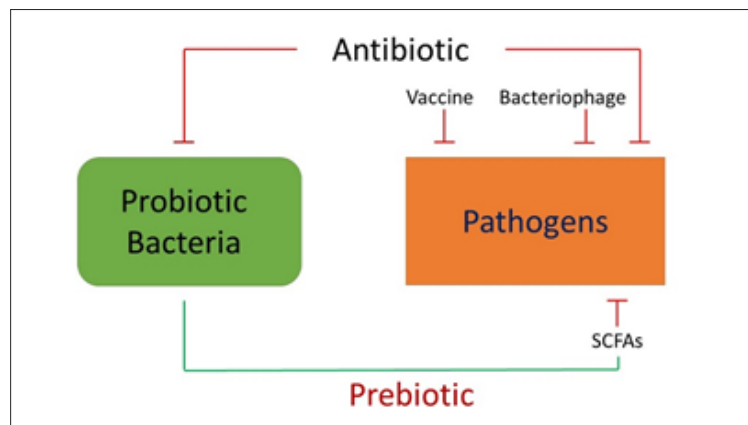 Antibiotic
Vaccine
Bacteriophage
Probiotic
Bacteria
Pathogens
SCFAs
Prebiotic